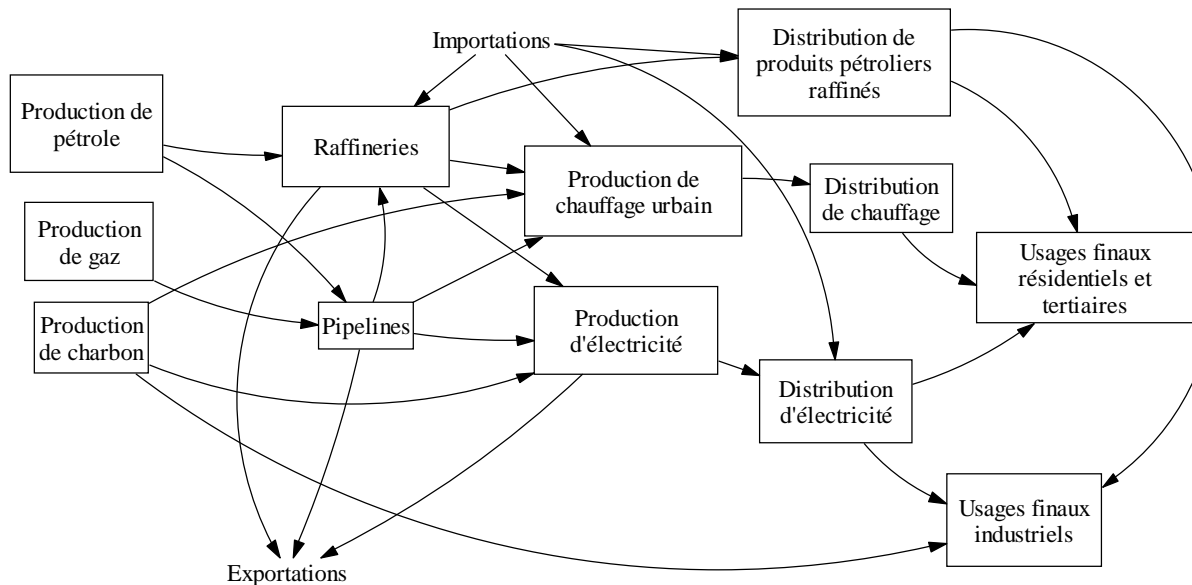 Importations
Distribution de
produits pétroliers
raffinés
Production de
pétrole
Raffineries
Production de
chauffage urbain
Distribution
de chauffage
Production
de gaz
Usages finaux
résidentiels et
tertiaires
Production
de charbon
Pipelines
Production
d'électricité
Distribution
d'électricité
Usages finaux
industriels
Exportations